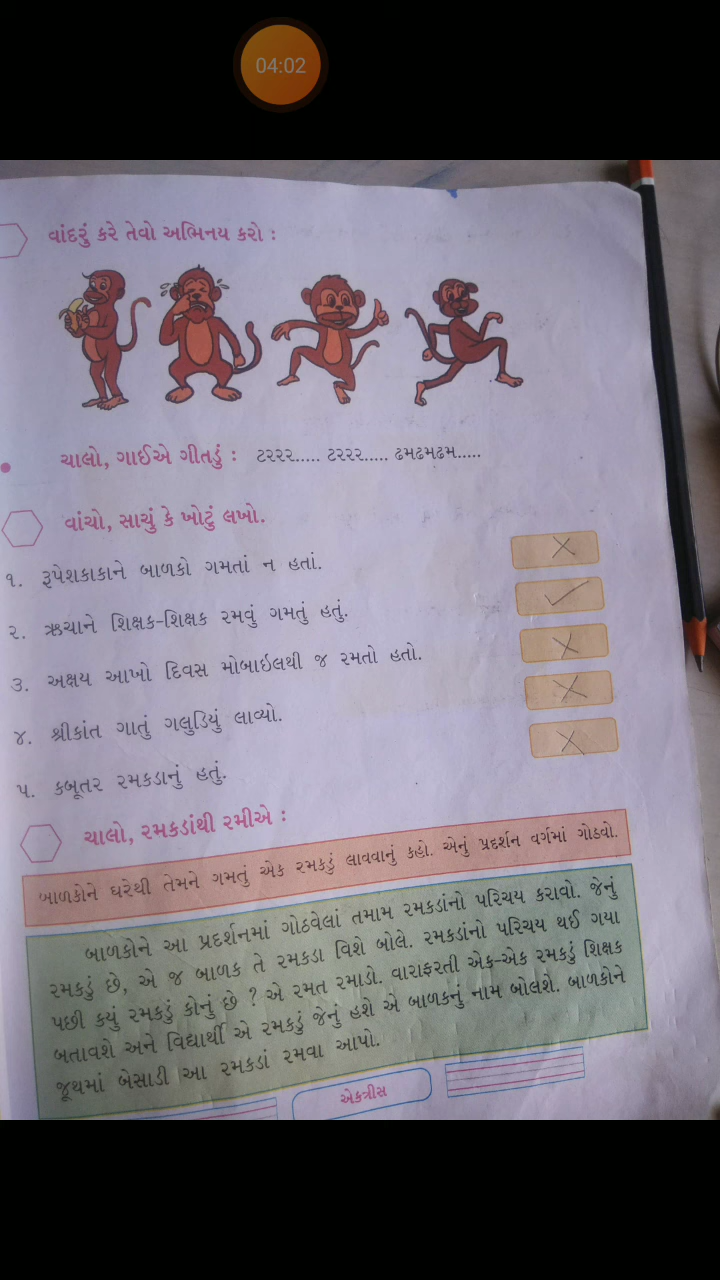 04:02
વાંદરું કરે તેવો અભિનય કરો :
ચાલો, ગાઈએ ગીતડું : ટરરર..... ટરરર..... ઢમઢમઢમ.....
વાંચો, સાચું કે ખોટું લખો.
૧. રૂપેશકાકાને બાળકો ગમતાં ન હતાં. ×
૨. ઋચાને શિક્ષક-શિક્ષક રમવું ગમતું હતું. ✓
૩. અક્ષય આખો દિવસ મોબાઇલથી જ રમતો હતો. ×
૪. શ્રીકાંત ગાતું ગલુડિયું લાવ્યો. ×
૫. કબૂતર રમકડાનું હતું. ×
ચાલો, રમકડાંથી રમીએ :
બાળકોને ઘરેથી તેમને ગમતું એક રમકડું લાવવાનું કહો. એનું પ્રદર્શન વર્ગમાં ગોઠવો.
બાળકોને આ પ્રદર્શનમાં ગોઠવેલાં તમામ રમકડાંનો પરિચય કરાવો. જેનું
રમકડું છે, એ જ બાળક તે રમકડા વિશે બોલે. રમકડાંનો પરિચય થઈ ગયા
પછી કયું રમકડું કોનું છે ? એ રમત રમાડો. વારાફરતી એક-એક રમકડું શિક્ષક
બતાવશે અને વિદ્યાર્થી એ રમકડું જેનું હશે એ બાળકનું નામ બોલશે. બાળકોને
જૂથમાં બેસાડી આ રમકડાં રમવા આપો.
એકત્રીસ